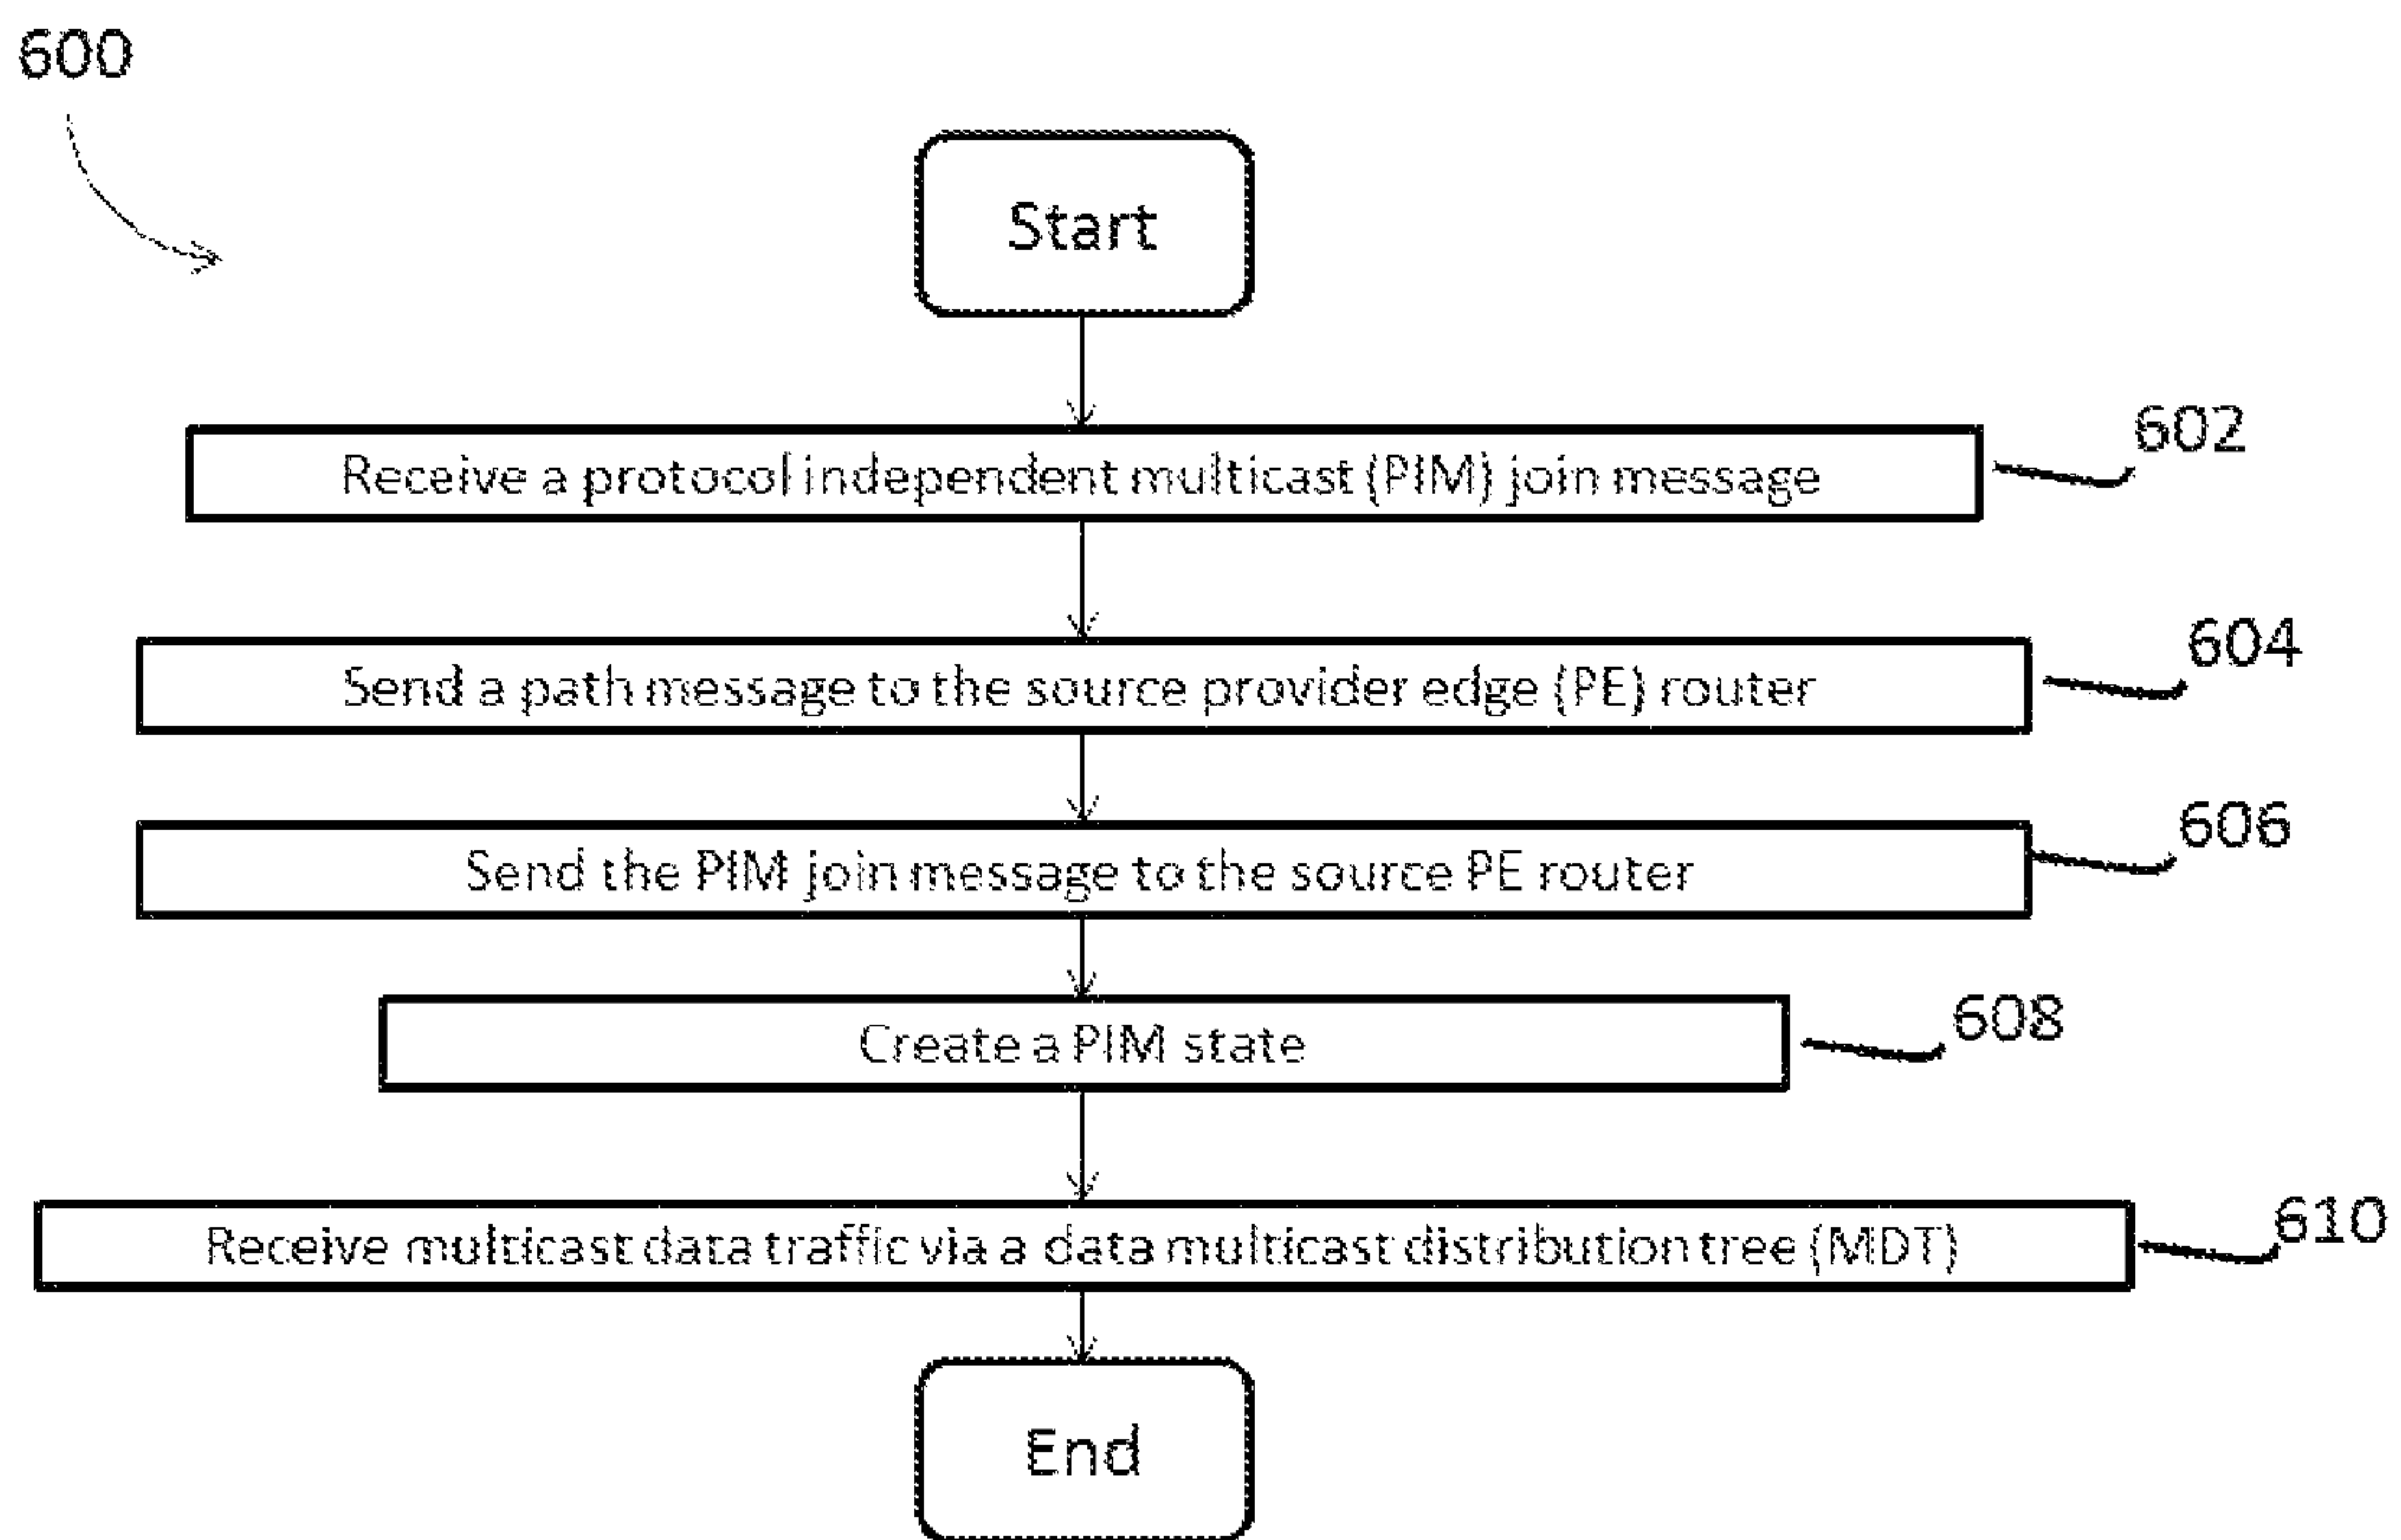 600
Start
Receive a protocol independent multicast (PIM) join message
602
Send a path message to the source provider edge (PE) router
604
Send the PIM join message to the source PE router
606
Create a PIM state
608
Receive multicast data traffic via a data multicast distribution tree (MDT)
610
End